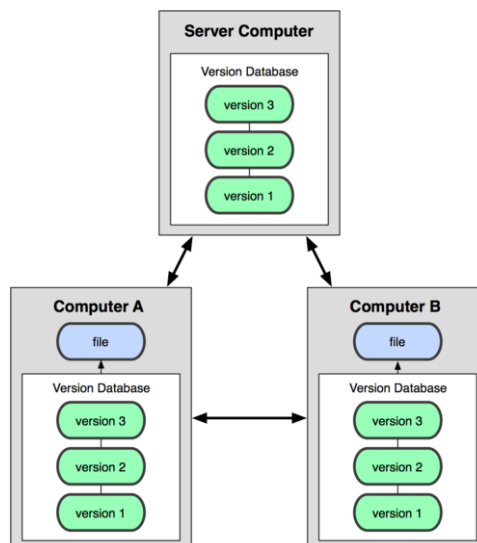 Server Computer
Version Database
version 3
version 2
version 1
Computer A
file
Version Database
version 3
version 2
version 1
Computer B
file
Version Database
version 3
version 2
version 1